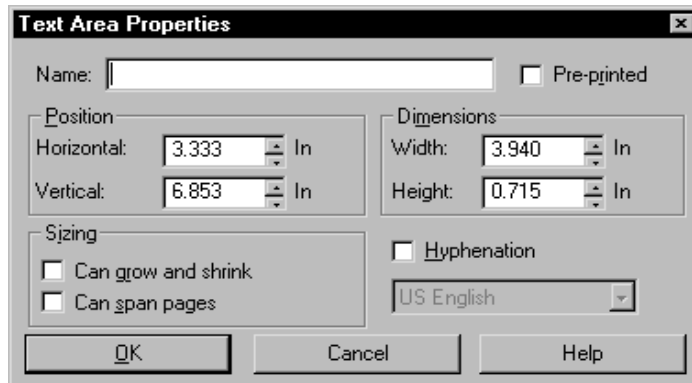 Text Area Properties
Name:
Pre-printed
Position
Horizontal: 3.333 In
Vertical: 6.853 In
Dimensions
Width: 3.940 In
Height: 0.715 In
Sizing
Can grow and shrink
Can span pages
Hyphenation
US English
OK Cancel Help